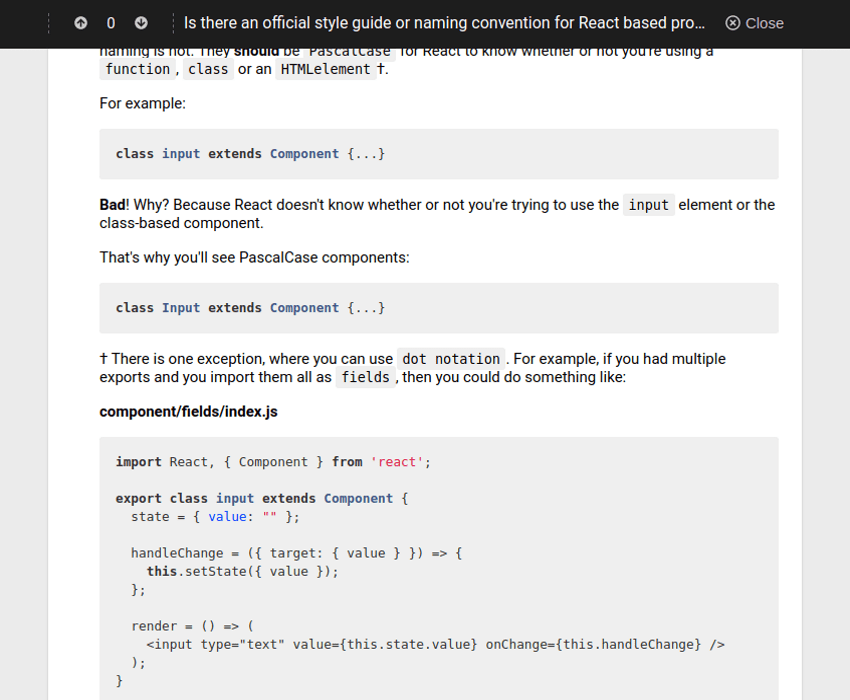 0 Is there an official style guide or naming convention for React based pro... Close
naming is not. They should be PascalCase for React to know whether or not you're using a
function, class or an HTMLelement †.
For example:
class input extends Component {...}
Bad! Why? Because React doesn't know whether or not you're trying to use the input element or the
class-based component.
That's why you'll see PascalCase components:
class Input extends Component {...}
† There is one exception, where you can use dot notation. For example, if you had multiple
exports and you import them all as fields, then you could do something like:
component/fields/index.js
import React, { Component } from 'react';
export class input extends Component {
  state = { value: "" };
  handleChange = ({ target: { value } }) => {
    this.setState({ value });
  };
  render = () => (
    <input type="text" value={this.state.value} onChange={this.handleChange} />
  );
}